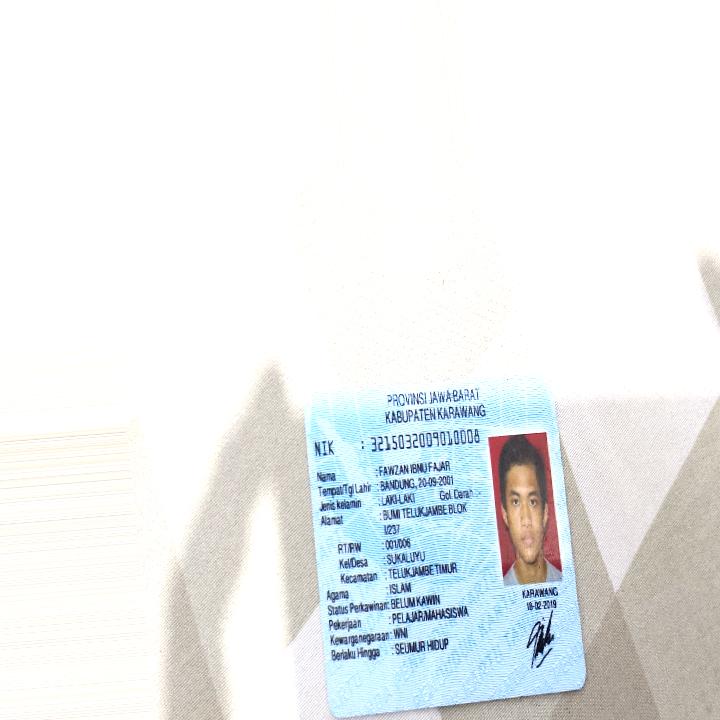 PROVINSI JAWA BARAT
KABUPATEN KARAWANG
NIK : 3215032009010008
Nama : FAWZAN IBNU FAJAR
Tempat/Tgl Lahir : BANDUNG, 20-09-2001
Jenis kelamin : LAKI-LAKI Gol. Darah :-
Alamat : BUMI TELUKJAMBE BLOK
I/237
RT/RW : 001/006
Kel/Desa : SUKALUYU
Kecamatan : TELUKJAMBE TIMUR
Agama : ISLAM
Status Perkawinan: BELUM KAWIN
Pekerjaan : PELAJAR/MAHASISWA
Kewarganegaraan: WNI
Berlaku Hingga : SEUMUR HIDUP
KARAWANG
18-02-2019